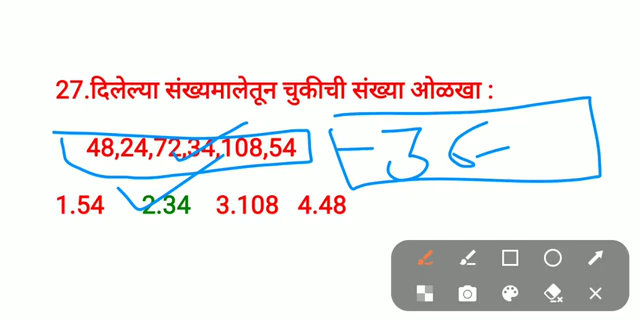 27.दिलेल्या संख्यमालेतून चुकीची संख्या ओळखा :
48,24,72,34,108,54
36
1.54 2.34 3.108 4.48